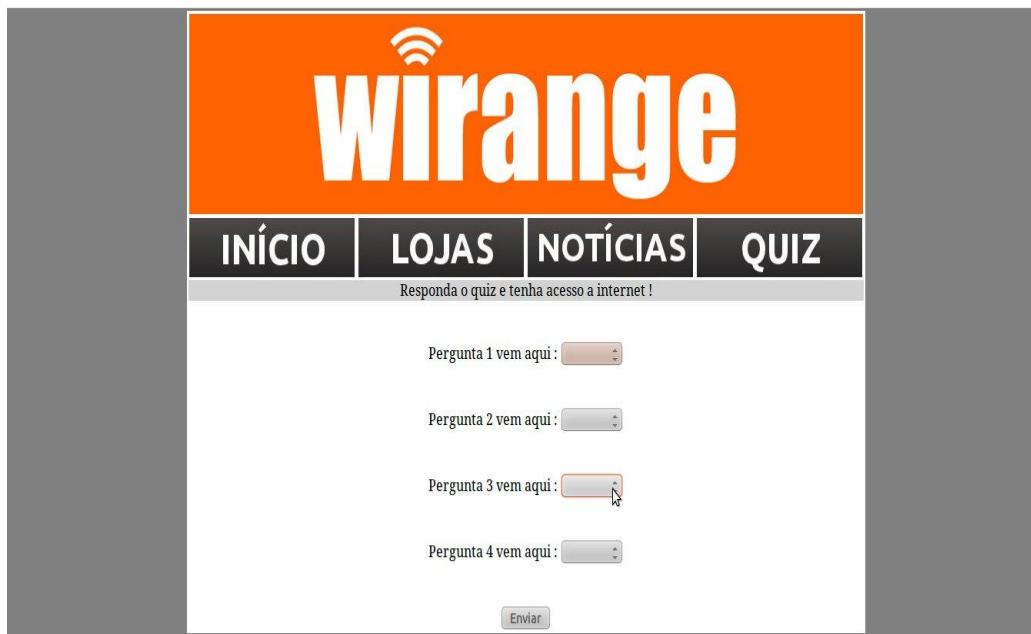 wirange
INÍCIO LOJAS NOTÍCIAS QUIZ
Responda o quiz e tenha acesso a internet !
Pergunta 1 vem aqui :
Pergunta 2 vem aqui :
Pergunta 3 vem aqui :
Pergunta 4 vem aqui :
Enviar